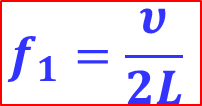 f₁ = υ / 2L